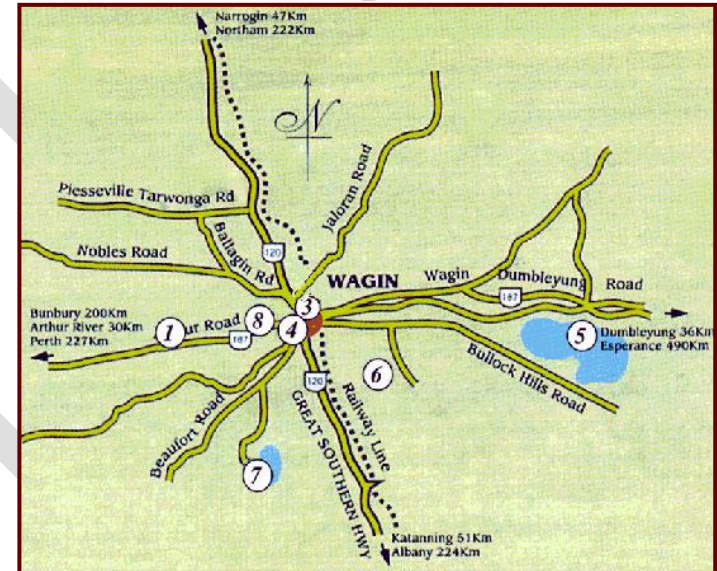 Narrogin 47Km
Northam 222Km
N
Jaloran Road
Piesseville Tarwonga Rd
Ballagin Rd
Nobles Road
120
WAGIN
Wagin Dumbleyung Road
187
Bunbury 200Km
Arthur River 30Km
Perth 227Km
1
ur Road
187
8
3
4
5
Dumbleyung 36Km
Esperance 490Km
Bullock Hills Road
6
120
Railway Line
GREAT SOUTHERN HWY
Beaufort Road
7
Katanning 51Km
Albany 224Km